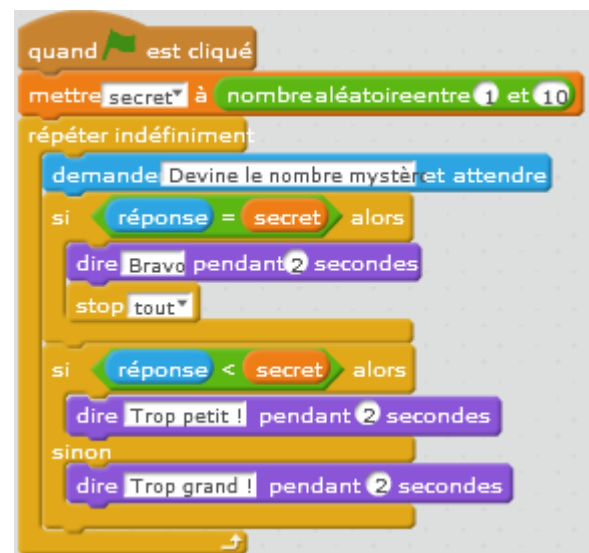 quand est cliqué
mettre secret à nombre aléatoire entre 1 et 10
répéter indéfiniment
demande Devine le nombre mystèr et attendre
si réponse = secret alors
dire Bravo pendant 2 secondes
stop tout
si réponse < secret alors
dire Trop petit ! pendant 2 secondes
sinon
dire Trop grand ! pendant 2 secondes